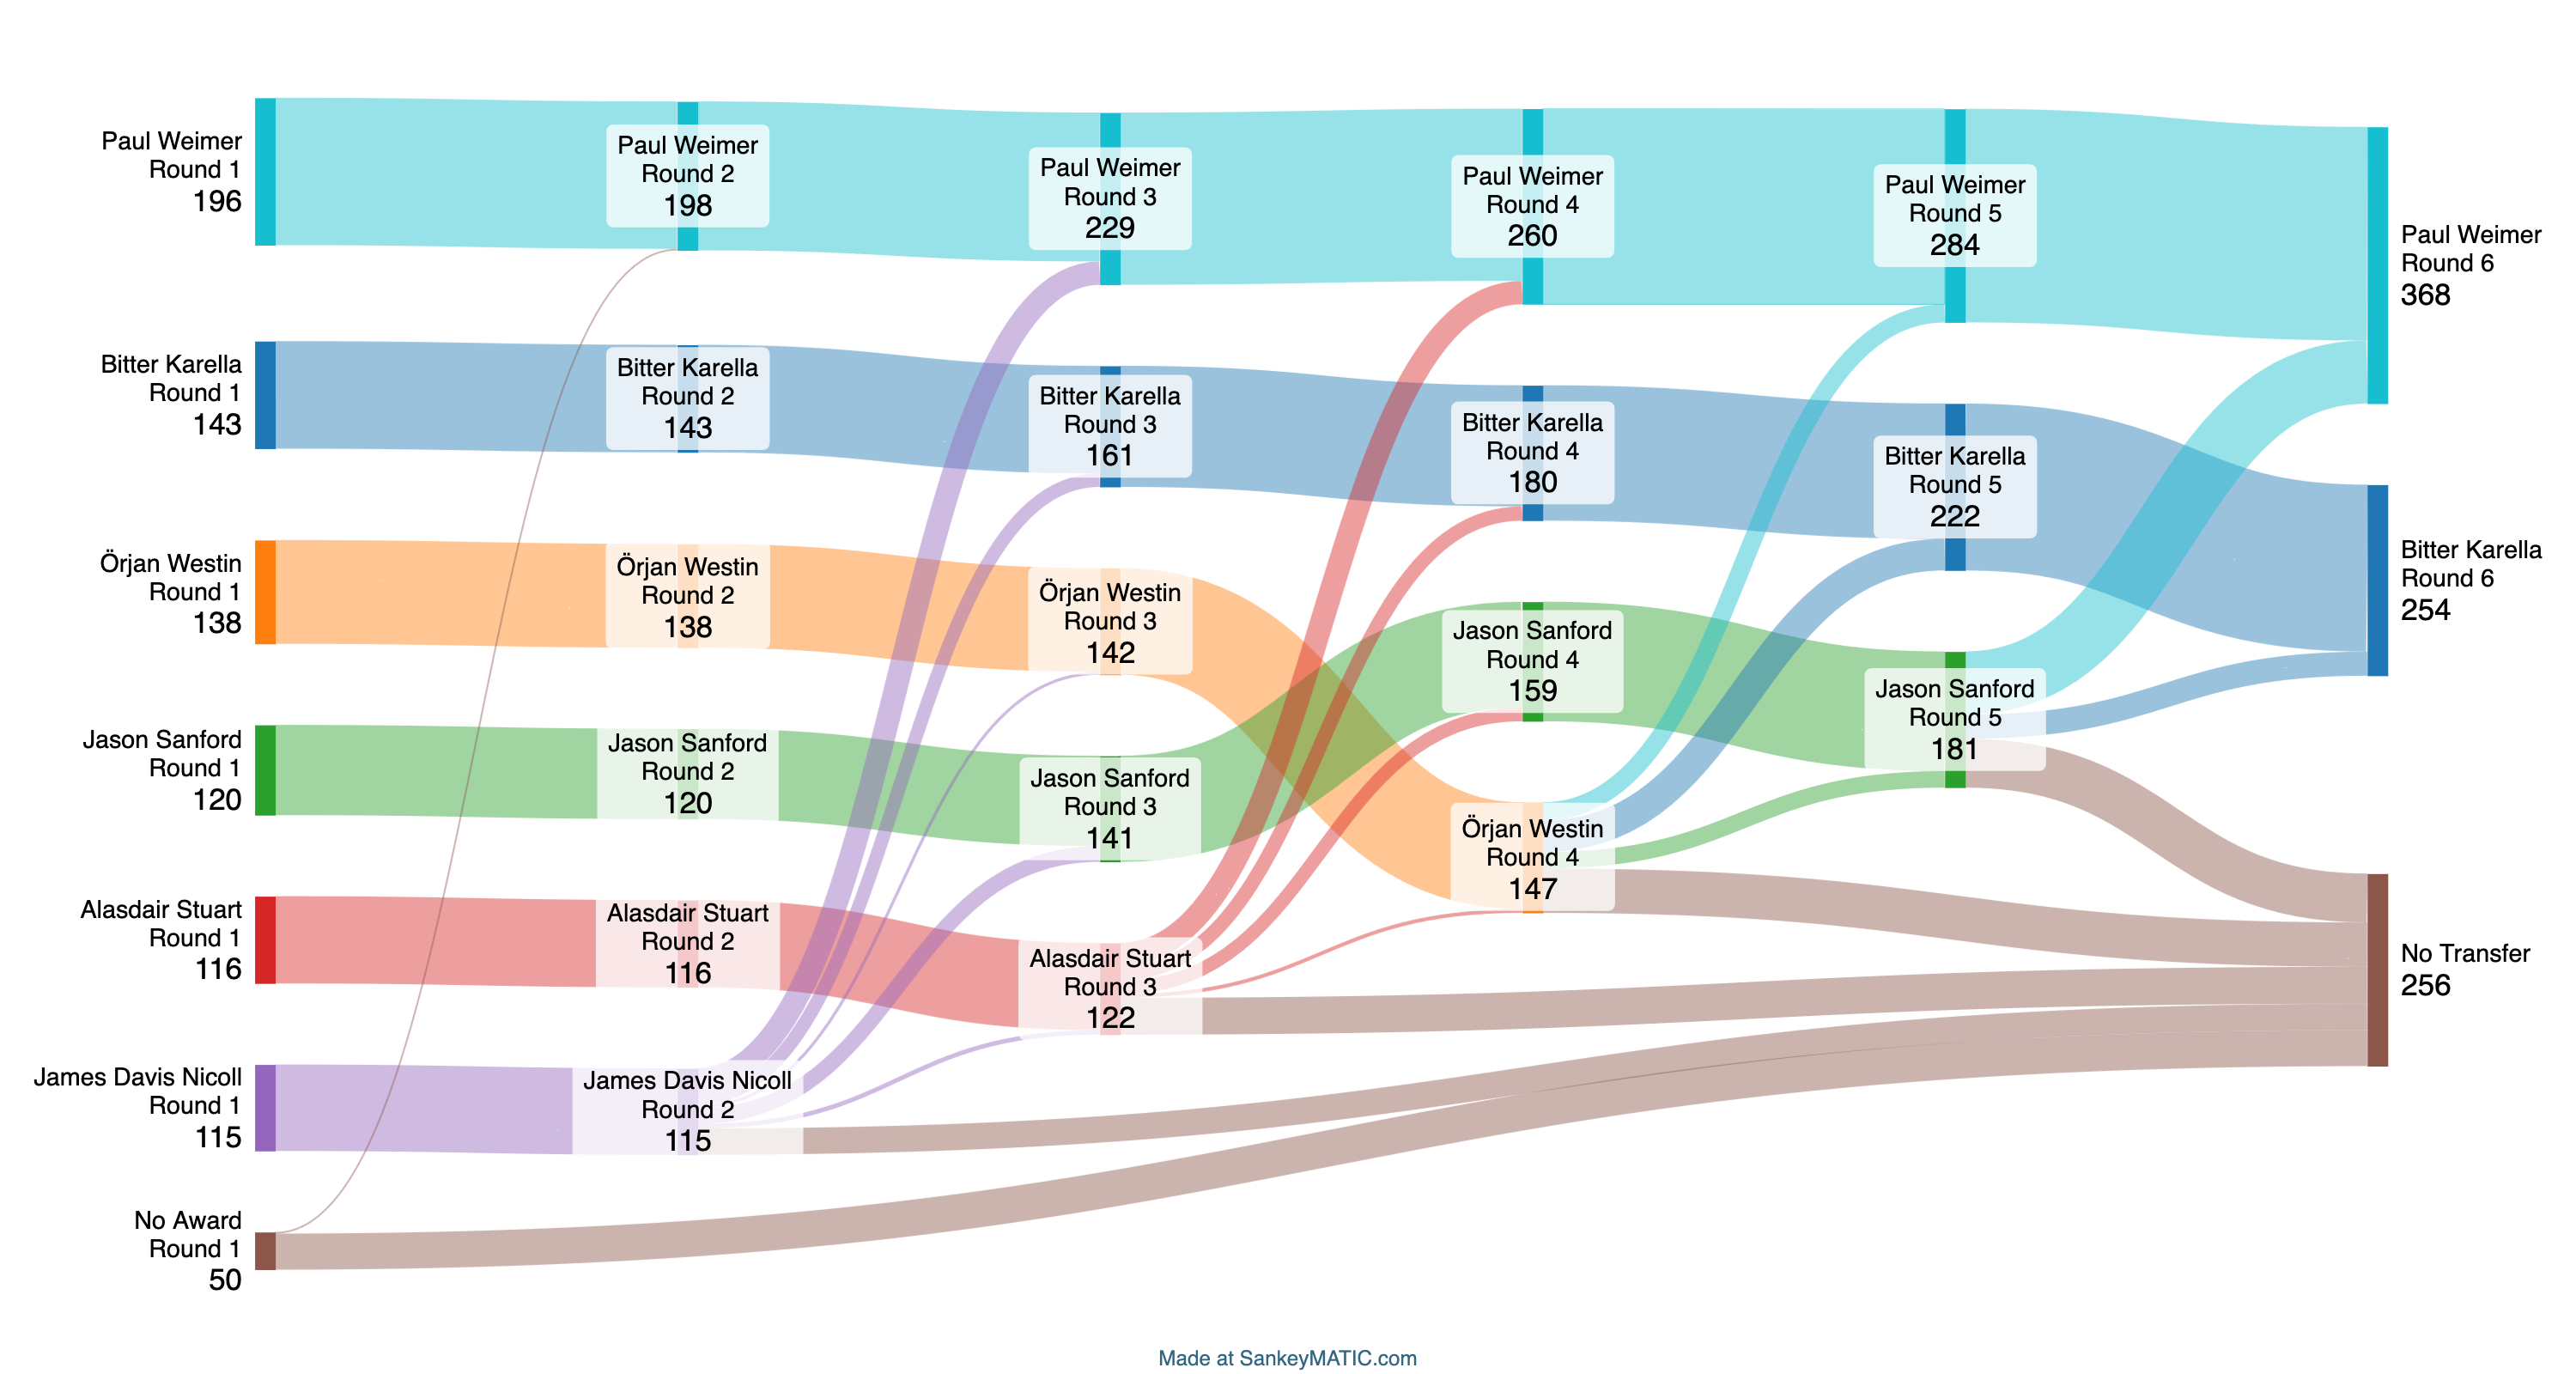 Paul Weimer
Round 1
196
Bitter Karella
Round 1
143
Örjan Westin
Round 1
138
Jason Sanford
Round 1
120
Alasdair Stuart
Round 1
116
James Davis Nicoll
Round 1
115
No Award
Round 1
50
Paul Weimer
Round 2
198
Bitter Karella
Round 2
143
Örjan Westin
Round 2
138
Jason Sanford
Round 2
120
Alasdair Stuart
Round 2
116
James Davis Nicoll
Round 2
115
Paul Weimer
Round 3
229
Bitter Karella
Round 3
161
Örjan Westin
Round 3
142
Jason Sanford
Round 3
141
Alasdair Stuart
Round 3
122
Paul Weimer
Round 4
260
Bitter Karella
Round 4
180
Jason Sanford
Round 4
159
Örjan Westin
Round 4
147
Paul Weimer
Round 5
284
Bitter Karella
Round 5
222
Jason Sanford
Round 5
181
Paul Weimer
Round 6
368
Bitter Karella
Round 6
254
No Transfer
256
Made at SankeyMATIC.com